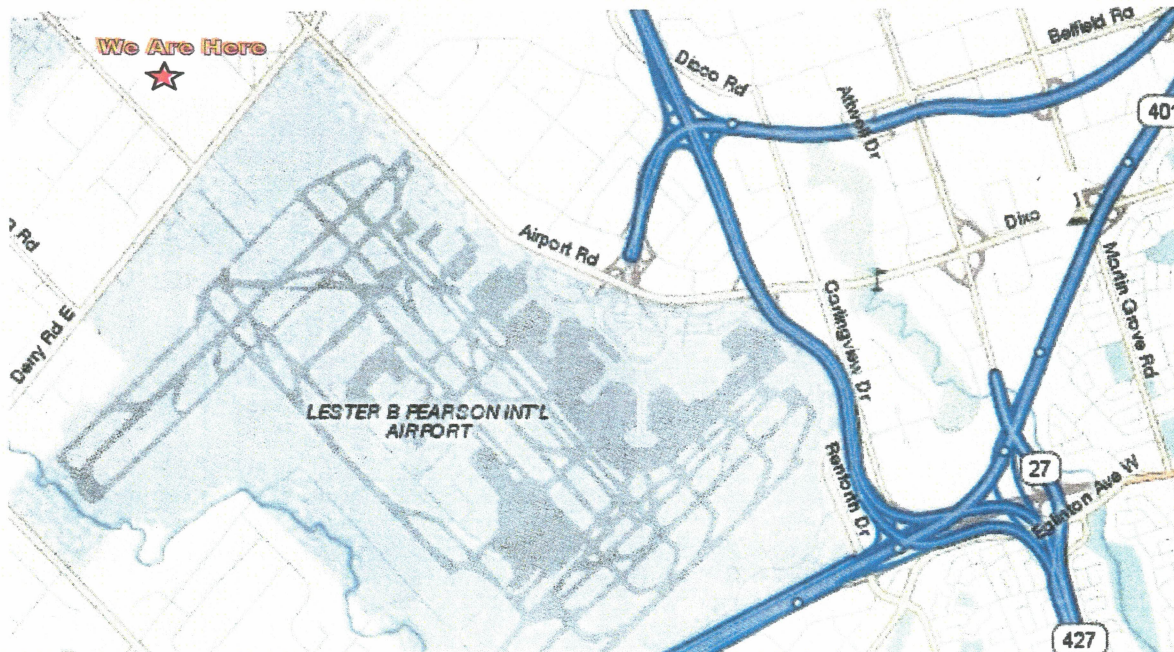 We Are Here
Belfield Rd
Disco Rd
Attwell Dr
401
Dixo
Airport Rd
Rd
Martin Grove Rd
Carlingview Dr
Derry Rd E
LESTER B PEARSON INT'L
AIRPORT
Renforth Dr
27
Eglinton Ave W
427